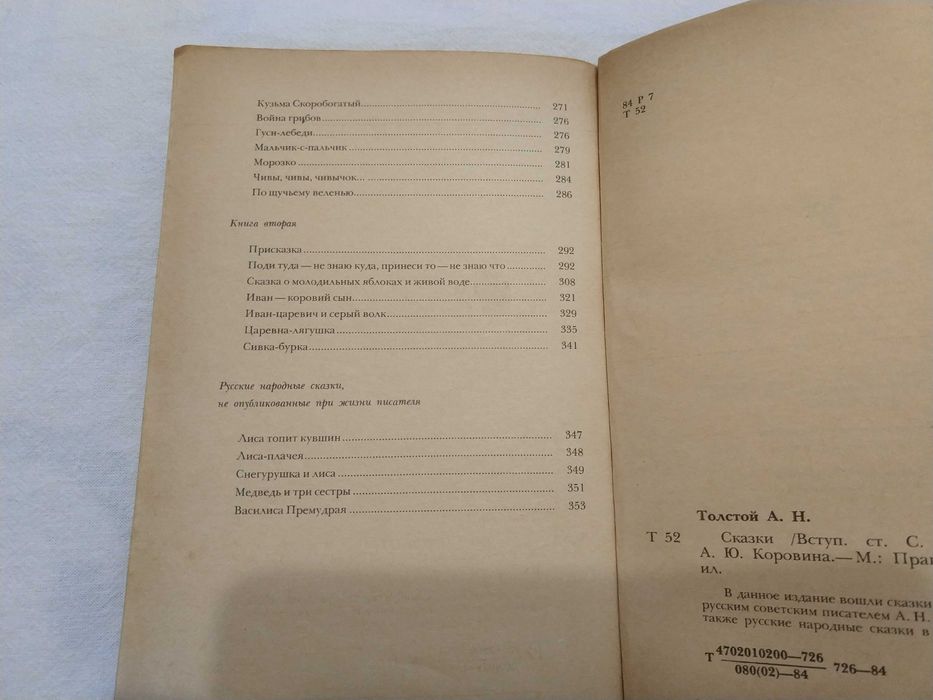 Кузьма Скоробогатый........ 271
Война грибов........ 276
Гуси-лебеди........ 276
Мальчик-с-пальчик........ 279
Морозко........ 281
Чивы, чивы, чивычок........ 284
По щучьему веленью........ 286
Книга вторая
Присказка........ 292
Поди туда — не знаю куда, принеси то — не знаю что........ 292
Сказка о молодильных яблоках и живой воде........ 308
Иван — коровий сын........ 321
Иван-царевич и серый волк........ 329
Царевна-лягушка........ 335
Сивка-бурка........ 341
Русские народные сказки,
не опубликованные при жизни писателя
Лиса топит кувшин........ 347
Лиса-плачея........ 348
Снегурушка и лиса........ 349
Медведь и три сестры........ 351
Василиса Премудрая........ 353
84 Р 7
Т 52
Толстой А. Н.
Т 52 Сказки /Вступ. ст. С.
А. Ю. Коровина.— М.: Прав
ил.
В данное издание вошли сказки
русским советским писателем А. Н.
также русские народные сказки в
Т 4702010200—726
080(02)—84 726—84